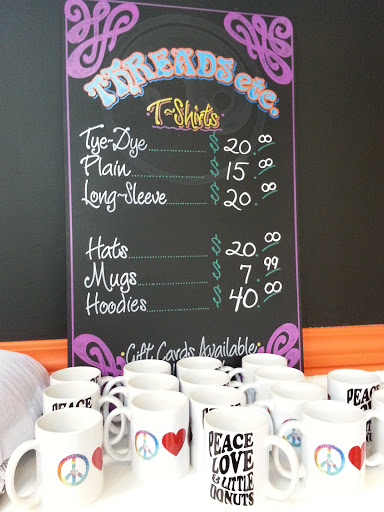 THREADS etc.
T-Shirts
Tye-Dye 20.00
Plain 15.00
Long-Sleeve 20.00
Hats 20.00
Mugs 7.99
Hoodies 40.00
Gift Cards Available
PEACE
PEACE
LOVE
& LITTLE
DONUTS